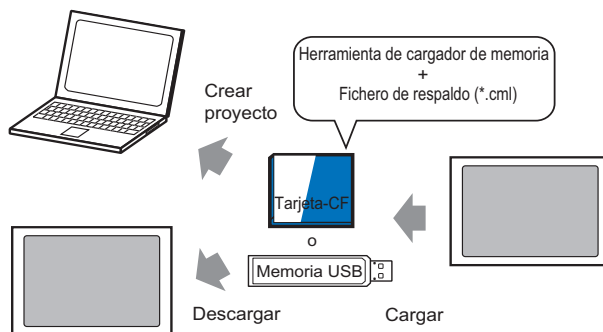 Herramienta de cargador de memoria
+
Fichero de respaldo (*.cml)
Crear
proyecto
Tarjeta-CF
o
Memoria USB
Descargar
Cargar